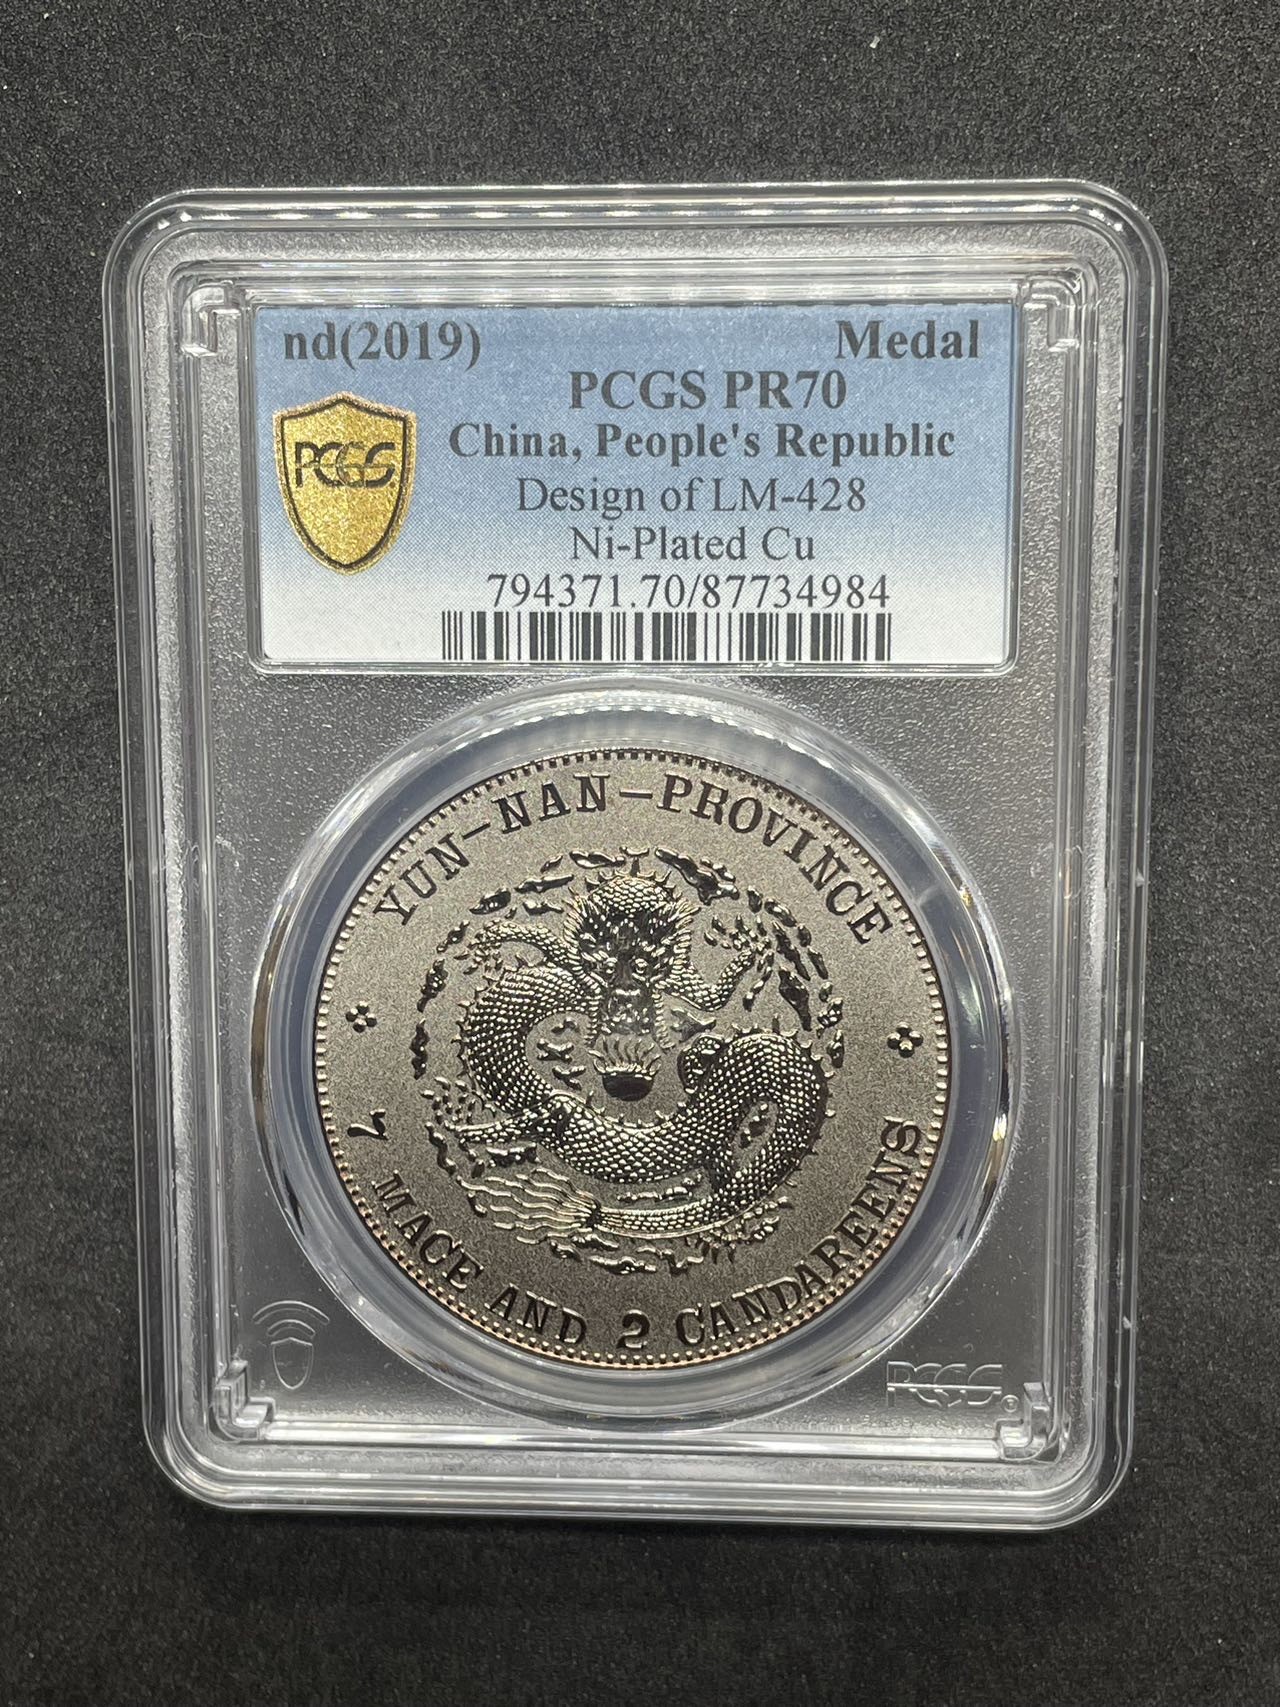 nd(2019) Medal
PCGS PR70
China, People's Republic
PCGS
Design of LM-428
Ni-Plated Cu
794371.70/87734984
YUN-NAN-PROVINCE
7 MACE AND 2 CANDAREENS
PCGS®